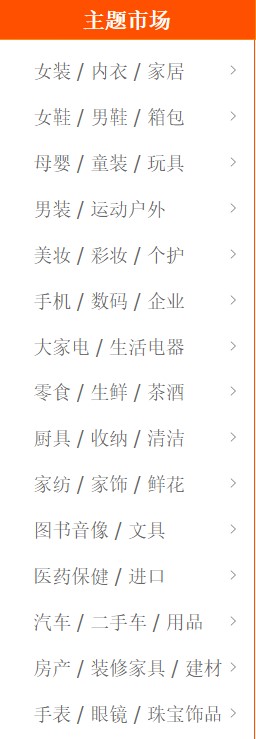 主题市场
女装 / 内衣 / 家居
女鞋 / 男鞋 / 箱包
母婴 / 童装 / 玩具
男装 / 运动户外
美妆 / 彩妆 / 个护
手机 / 数码 / 企业
大家电 / 生活电器
零食 / 生鲜 / 茶酒
厨具 / 收纳 / 清洁
家纺 / 家饰 / 鲜花
图书音像 / 文具
医药保健 / 进口
汽车 / 二手车 / 用品
房产 / 装修家具 / 建材
手表 / 眼镜 / 珠宝饰品